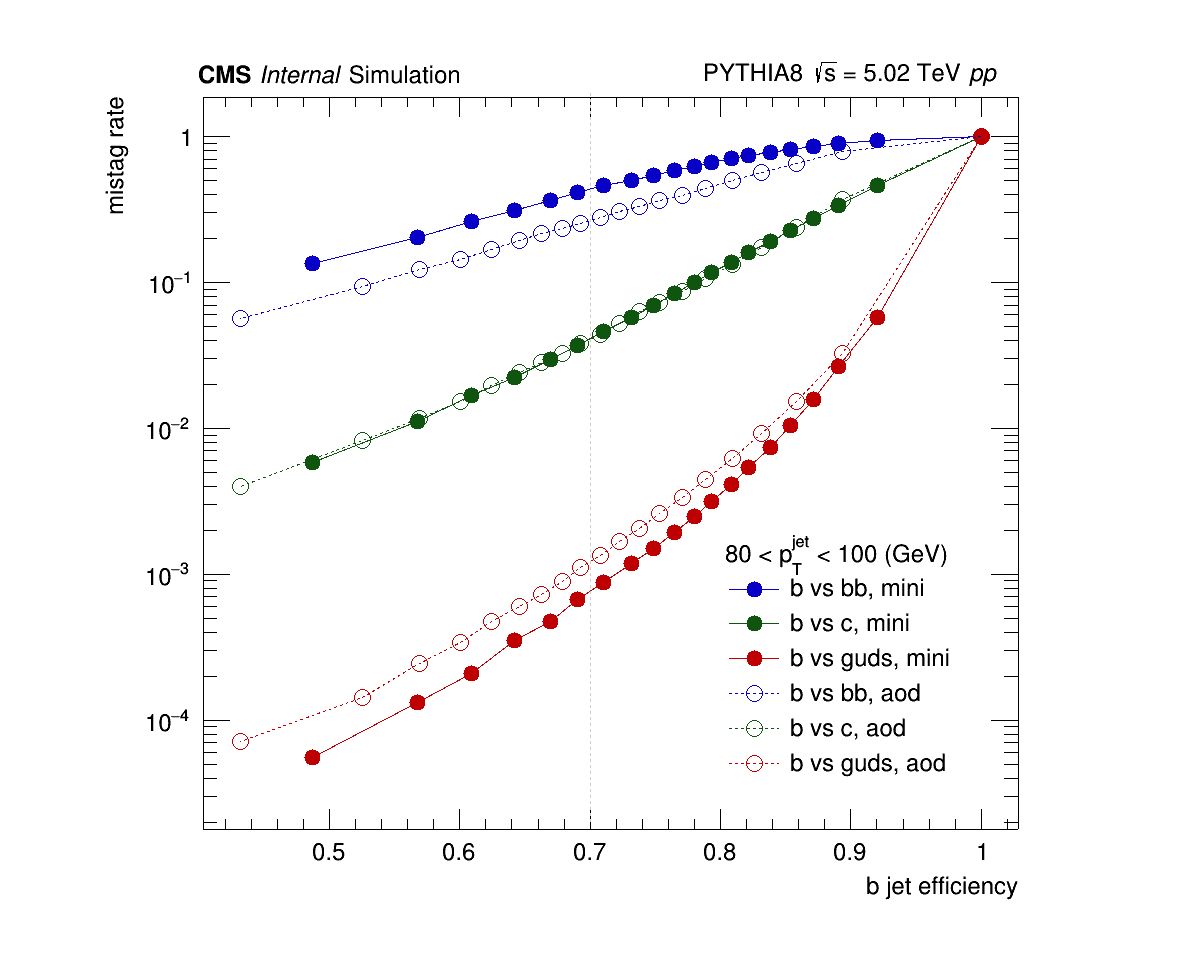 CMS Internal Simulation
PYTHIA8 √s = 5.02 TeV pp
mistag rate
1
10⁻¹
10⁻²
10⁻³
10⁻⁴
80 < p_T^jet < 100 (GeV)
b vs bb, mini
b vs c, mini
b vs guds, mini
b vs bb, aod
b vs c, aod
b vs guds, aod
0.5 0.6 0.7 0.8 0.9 1
b jet efficiency